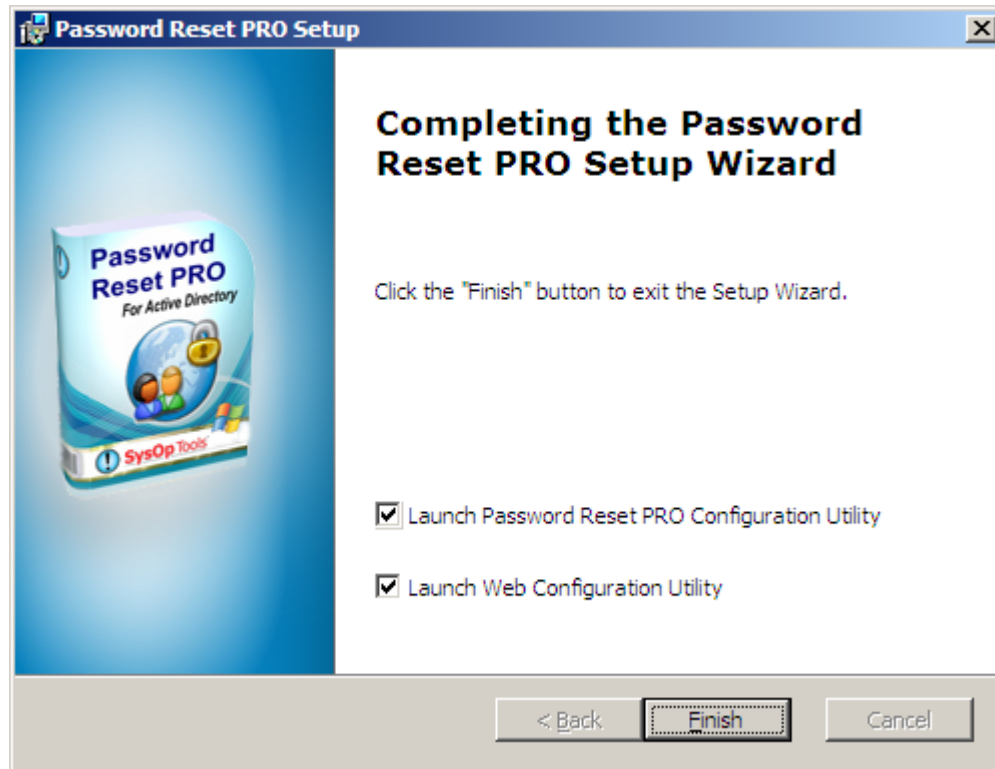 Password Reset PRO Setup
Completing the Password
Reset PRO Setup Wizard
Password
Reset PRO
For Active Directory
SysOp Tools
Click the "Finish" button to exit the Setup Wizard.
Launch Password Reset PRO Configuration Utility
Launch Web Configuration Utility
< Back
Finish
Cancel